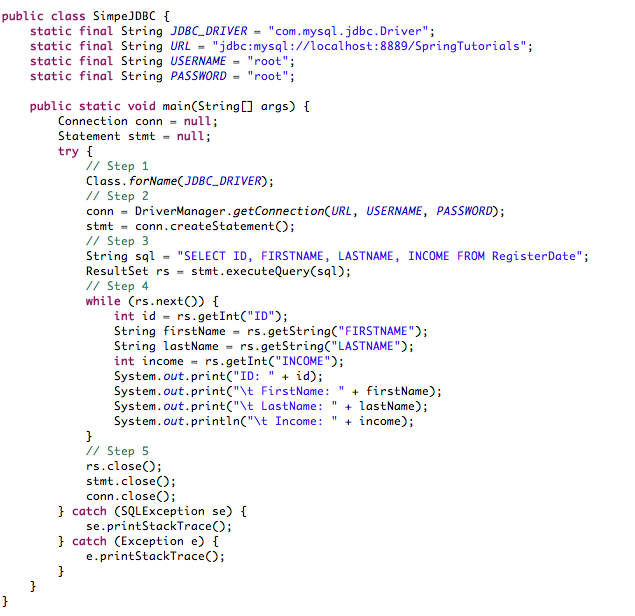 public class SimpeJDBC {
    static final String JDBC_DRIVER = "com.mysql.jdbc.Driver";
    static final String URL = "jdbc:mysql://localhost:8889/SpringTutorials";
    static final String USERNAME = "root";
    static final String PASSWORD = "root";

    public static void main(String[] args) {
        Connection conn = null;
        Statement stmt = null;
        try {
            // Step 1
            Class.forName(JDBC_DRIVER);
            // Step 2
            conn = DriverManager.getConnection(URL, USERNAME, PASSWORD);
            stmt = conn.createStatement();
            // Step 3
            String sql = "SELECT ID, FIRSTNAME, LASTNAME, INCOME FROM RegisterDate";
            ResultSet rs = stmt.executeQuery(sql);
            // Step 4
            while (rs.next()) {
                int id = rs.getInt("ID");
                String firstName = rs.getString("FIRSTNAME");
                String lastName = rs.getString("LASTNAME");
                int income = rs.getInt("INCOME");
                System.out.print("ID: " + id);
                System.out.print("\t FirstName: " + firstName);
                System.out.print("\t LastName: " + lastName);
                System.out.println("\t Income: " + income);
            }
            // Step 5
            rs.close();
            stmt.close();
            conn.close();
        } catch (SQLException se) {
            se.printStackTrace();
        } catch (Exception e) {
            e.printStackTrace();
        }
    }
}